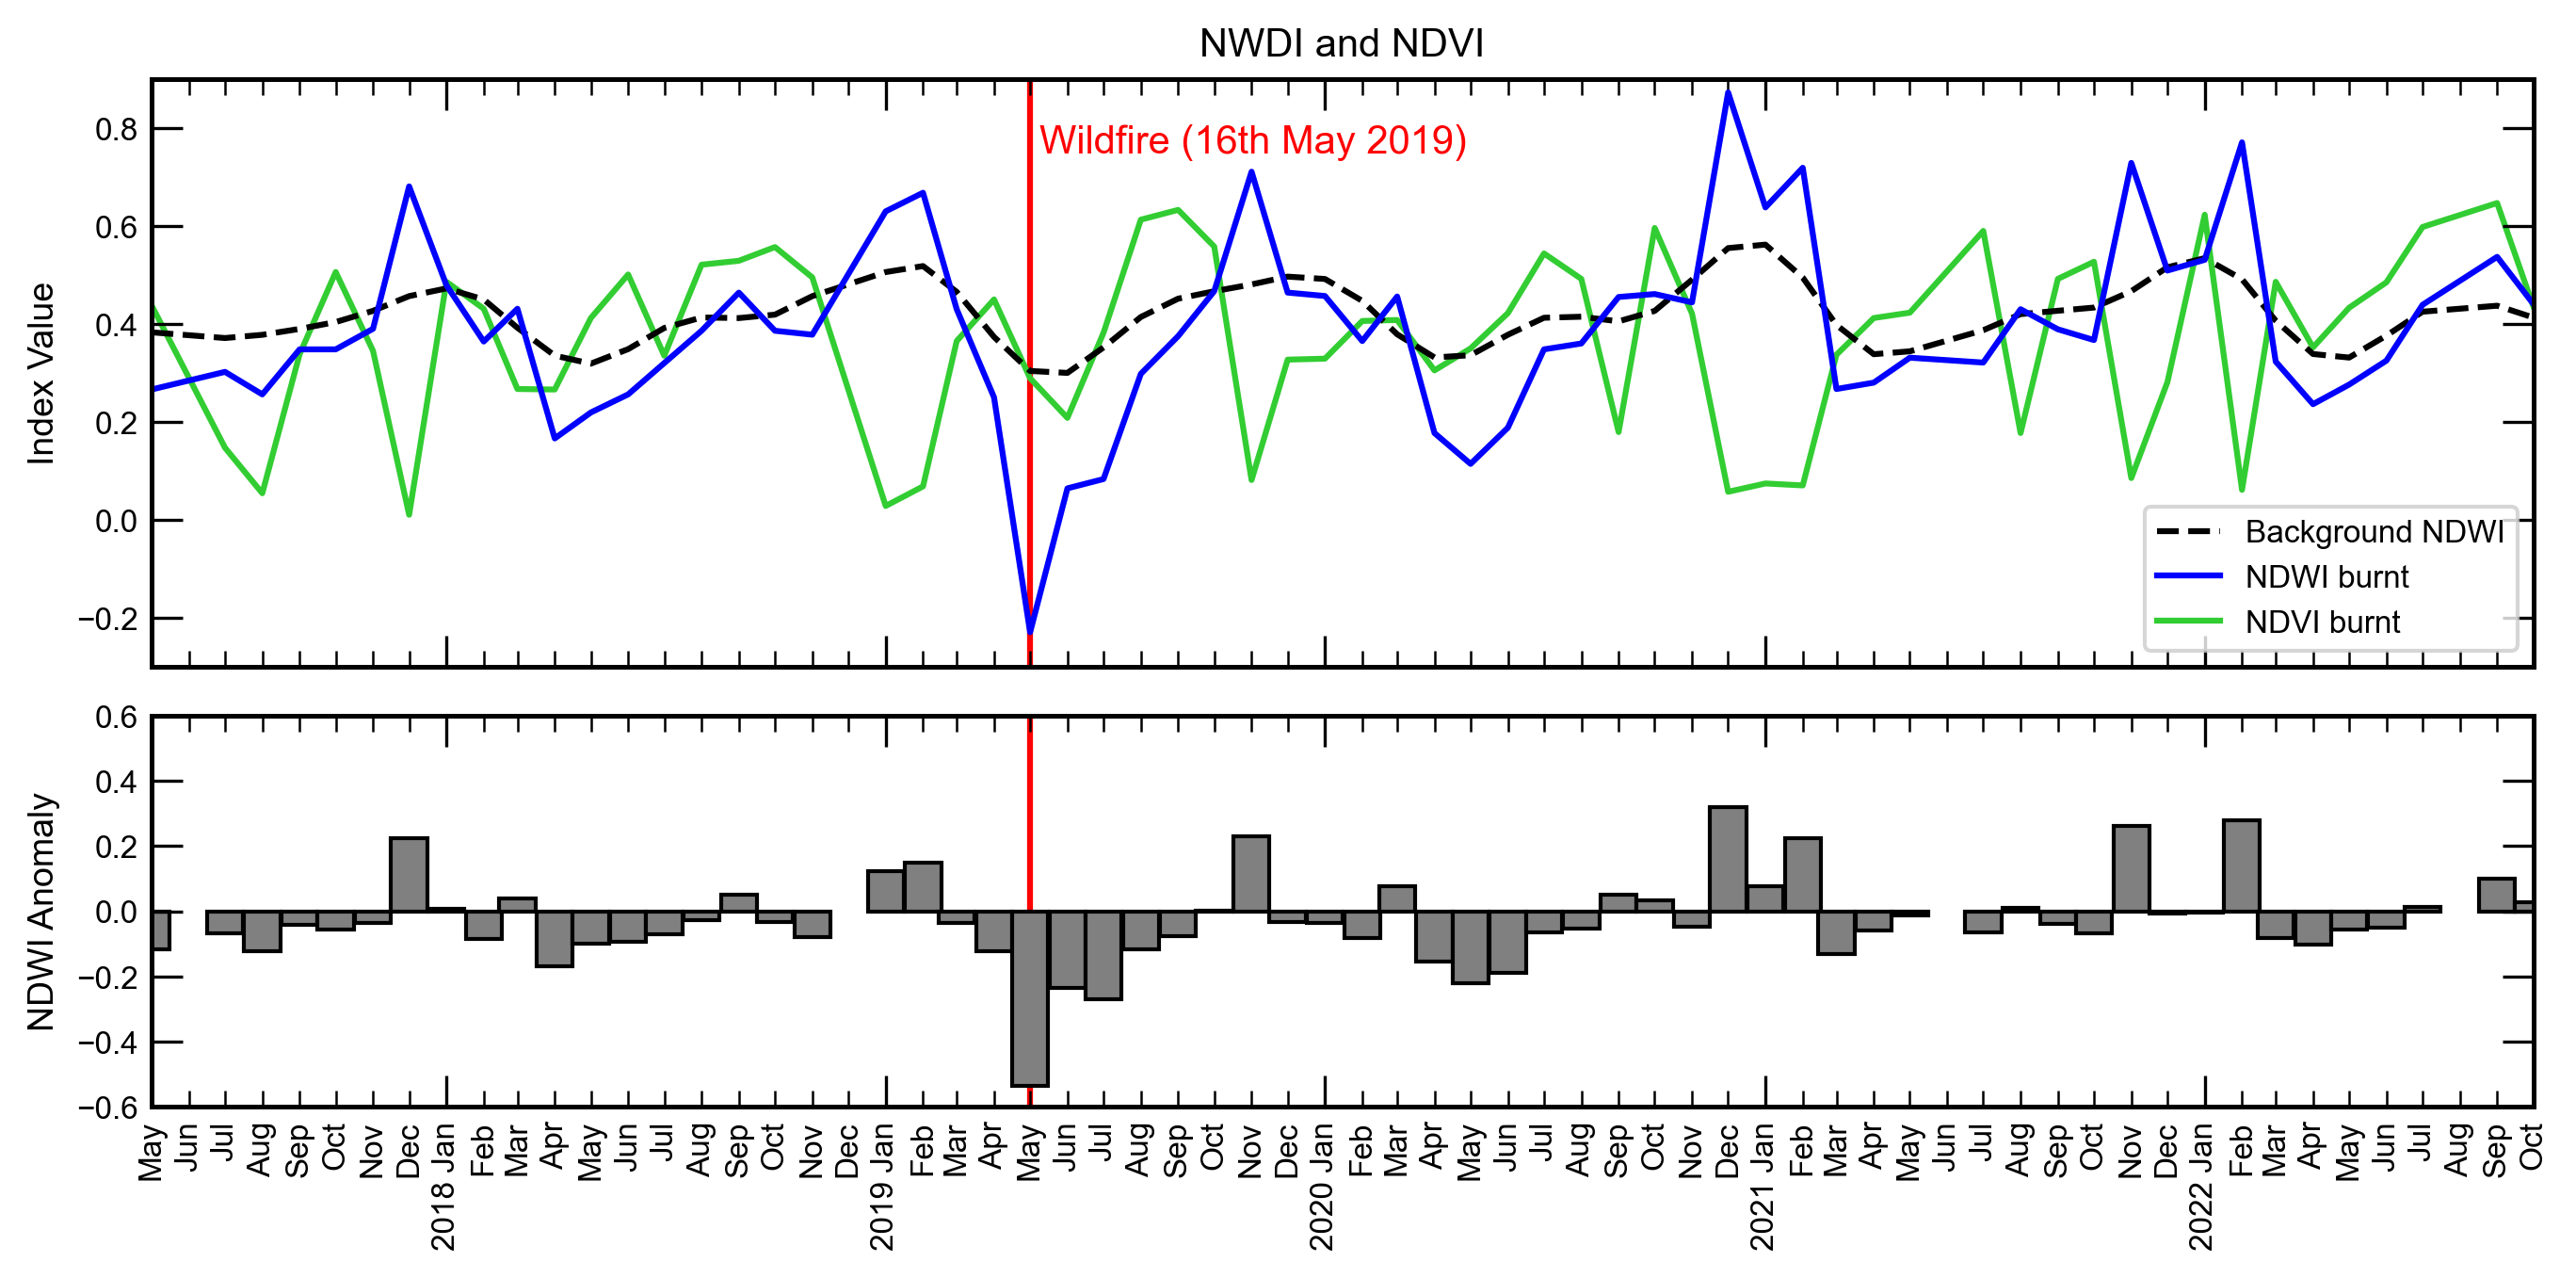 NWDI and NDVI
Index Value
0.8
0.6
0.4
0.2
0.0
−0.2
Wildfire (16th May 2019)
Background NDWI
NDWI burnt
NDVI burnt
NDWI Anomaly
0.6
0.4
0.2
0.0
−0.2
−0.4
−0.6
May
Jun
Jul
Aug
Sep
Oct
Nov
Dec
2018 Jan
Feb
Mar
Apr
May
Jun
Jul
Aug
Sep
Oct
Nov
Dec
2019 Jan
Feb
Mar
Apr
May
Jun
Jul
Aug
Sep
Oct
Nov
Dec
2020 Jan
Feb
Mar
Apr
May
Jun
Jul
Aug
Sep
Oct
Nov
Dec
2021 Jan
Feb
Mar
Apr
May
Jun
Jul
Aug
Sep
Oct
Nov
Dec
2022 Jan
Feb
Mar
Apr
May
Jun
Jul
Aug
Sep
Oct